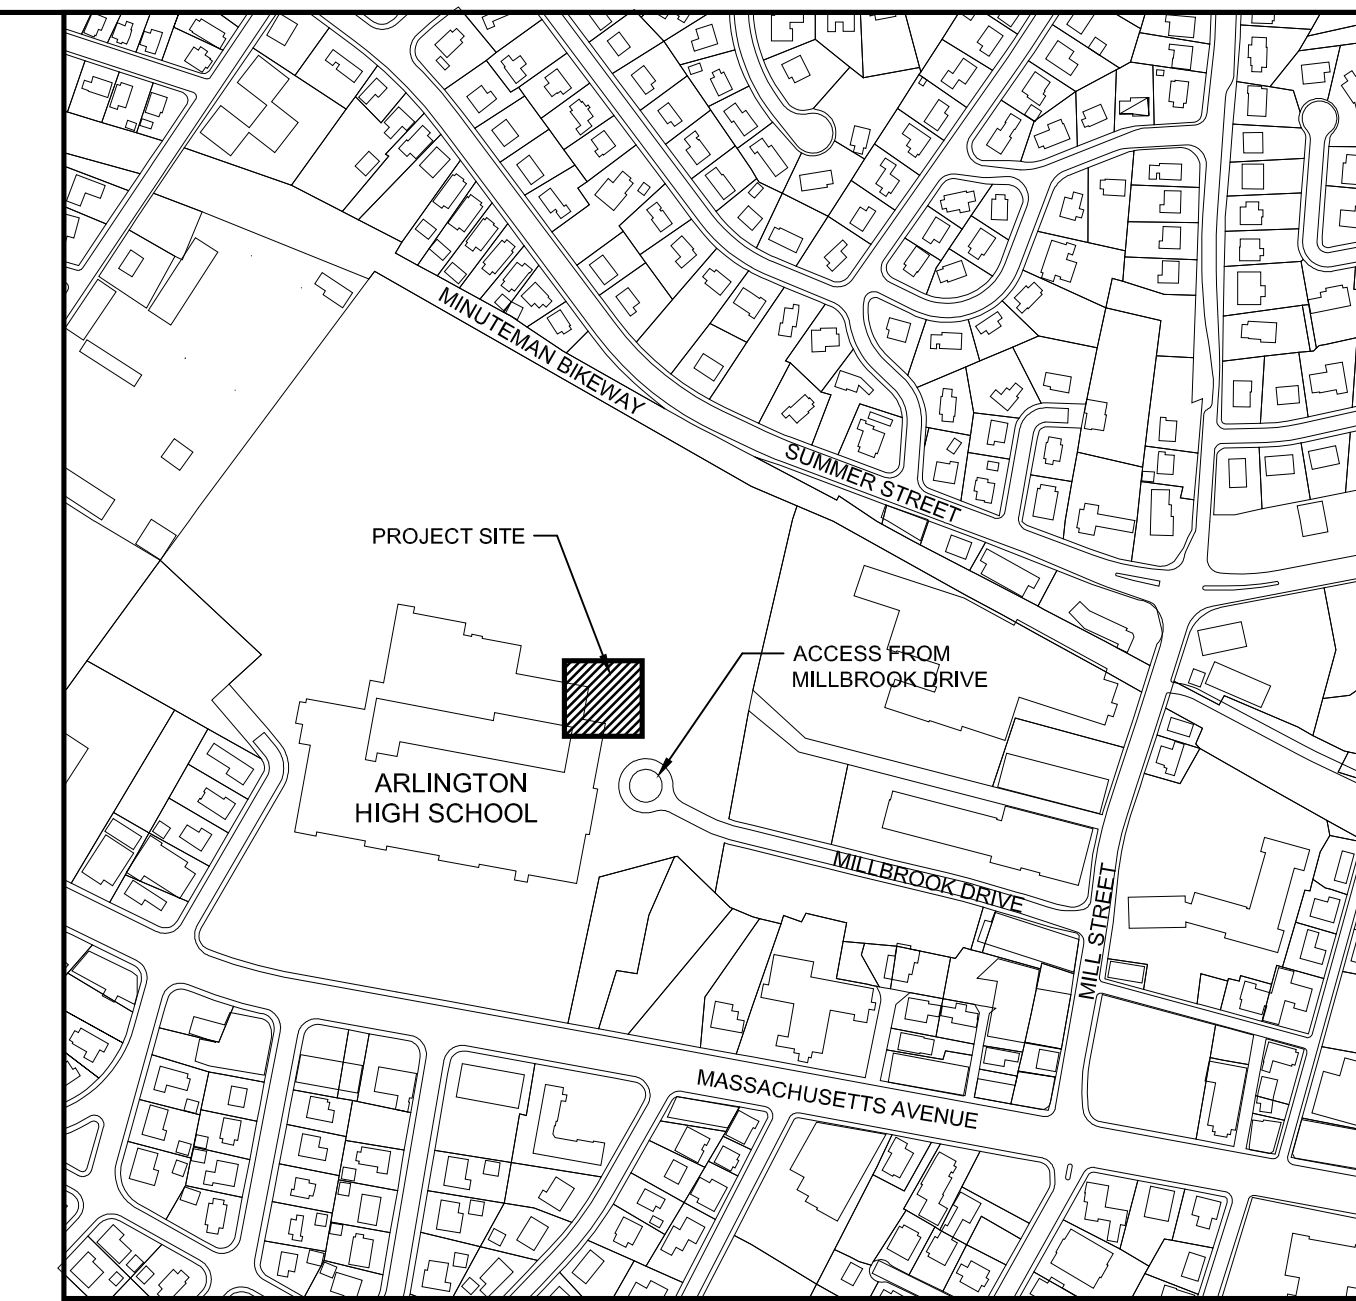 MINUTEMAN BIKEWAY
SUMMER STREET
PROJECT SITE
ACCESS FROM
MILLBROOK DRIVE
ARLINGTON
HIGH SCHOOL
MILLBROOK DRIVE
MILL STREET
MASSACHUSETTS AVENUE